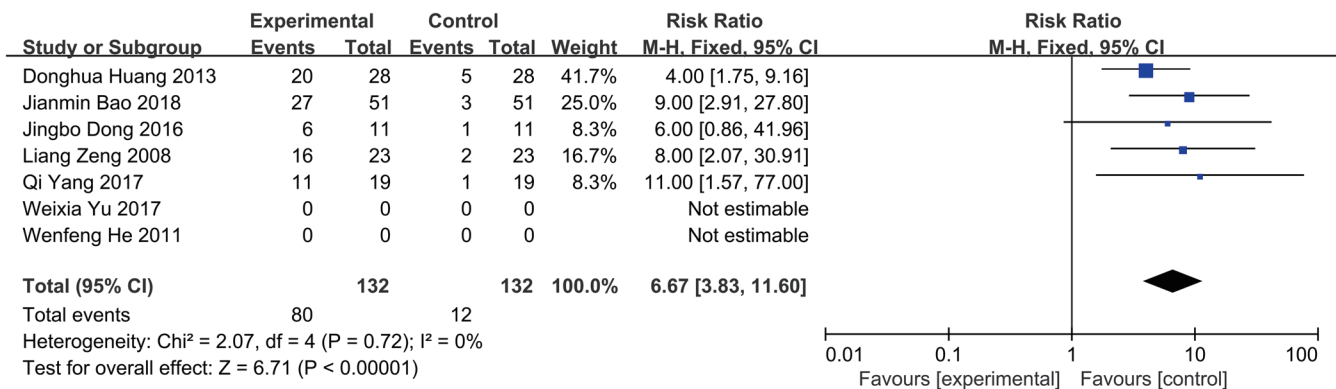 Experimental Control Risk Ratio Risk Ratio
Study or Subgroup Events Total Events Total Weight M-H, Fixed, 95% CI M-H, Fixed, 95% CI
Donghua Huang 2013 20 28 5 28 41.7% 4.00 [1.75, 9.16]
Jianmin Bao 2018 27 51 3 51 25.0% 9.00 [2.91, 27.80]
Jingbo Dong 2016 6 11 1 11 8.3% 6.00 [0.86, 41.96]
Liang Zeng 2008 16 23 2 23 16.7% 8.00 [2.07, 30.91]
Qi Yang 2017 11 19 1 19 8.3% 11.00 [1.57, 77.00]
Weixia Yu 2017 0 0 0 0 Not estimable
Wenfeng He 2011 0 0 0 0 Not estimable
Total (95% CI) 132 132 100.0% 6.67 [3.83, 11.60]
Total events 80 12
Heterogeneity: Chi² = 2.07, df = 4 (P = 0.72); I² = 0%
Test for overall effect: Z = 6.71 (P < 0.00001)
0.01 0.1 1 10 100
Favours [experimental] Favours [control]